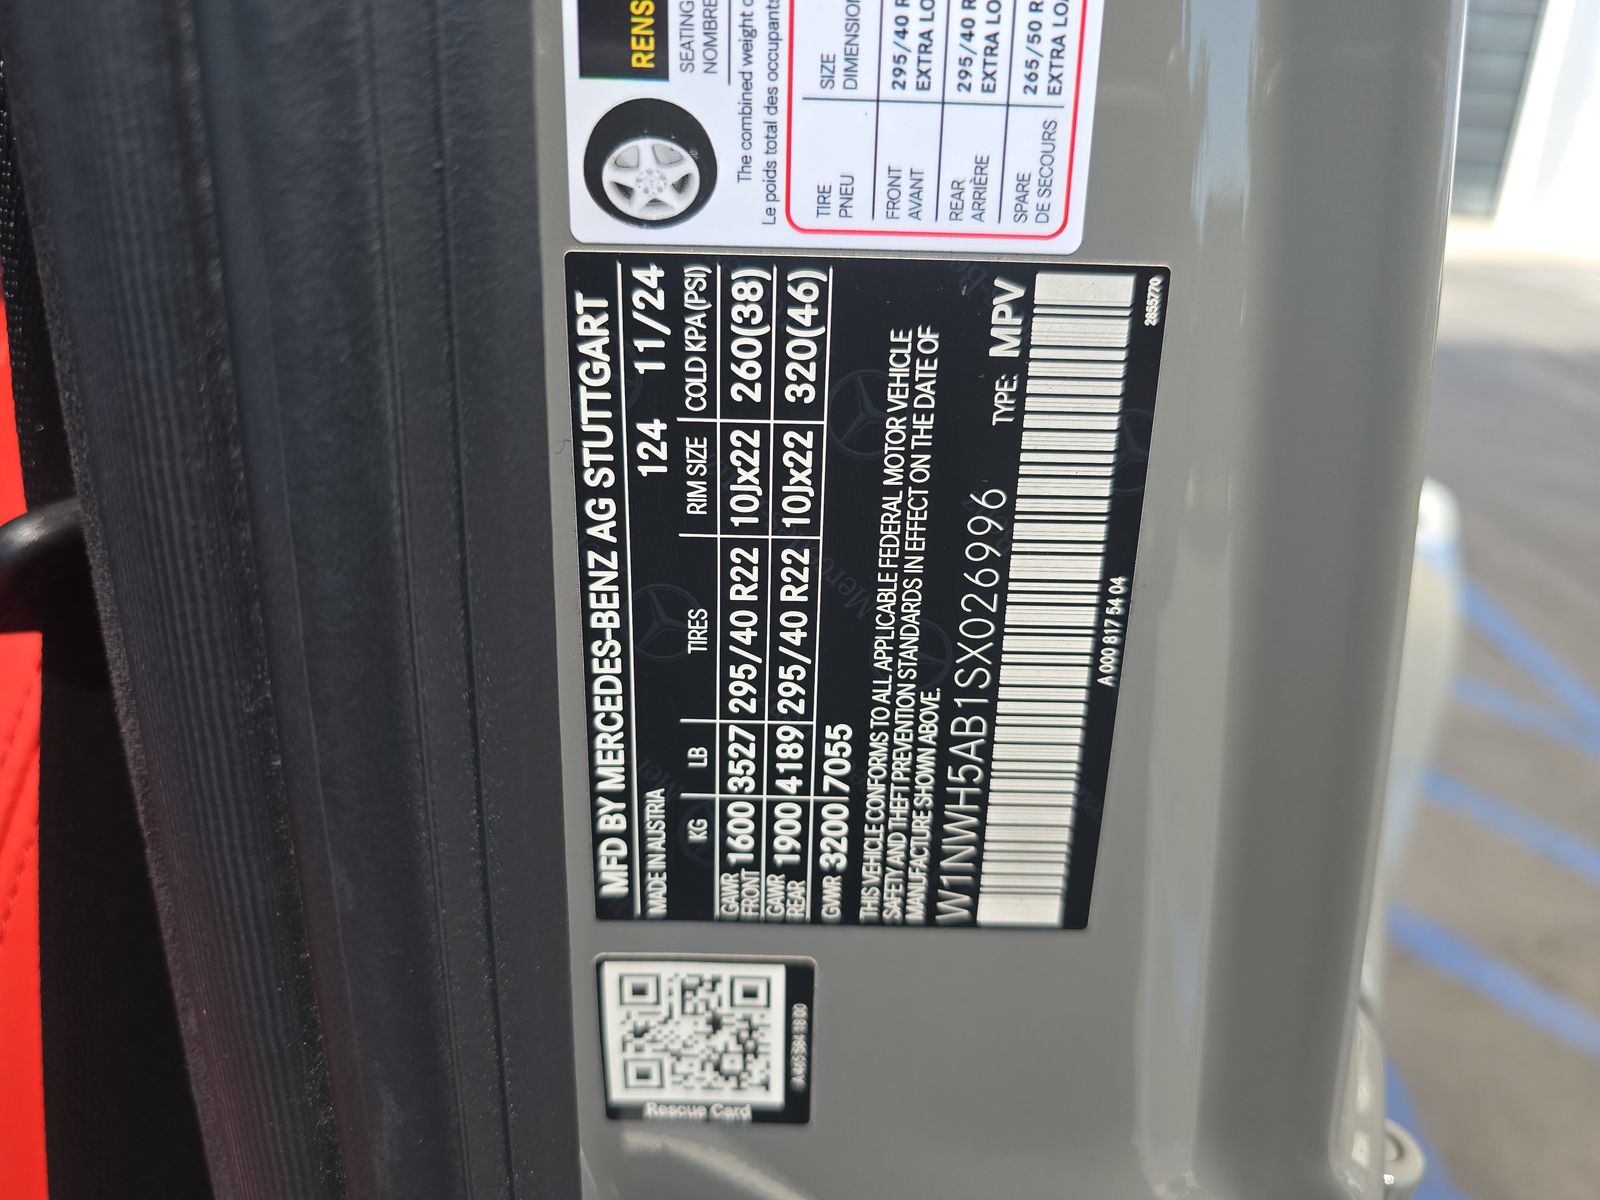 RENS
SEATING
NOMBRE
The combined weight o
Le poids total des occupants
TIRE SIZE
PNEU DIMENSION
FRONT 295/40 R
AVANT EXTRA LO
REAR 295/40 R
ARRIÈRE EXTRA LO
SPARE 265/50 R
DE SECOURS EXTRA LOA
MFD BY MERCEDES-BENZ AG STUTTGART
MADE IN AUSTRIA 124 11/24
KG LB TIRES RIM SIZE COLD KPA(PSI)
GAWR FRONT 1600 3527 295/40 R22 10Jx22 260(38)
GAWR REAR 1900 4189 295/40 R22 10Jx22 320(46)
GVWR 3200 7055
THIS VEHICLE CONFORMS TO ALL APPLICABLE FEDERAL MOTOR VEHICLE
SAFETY AND THEFT PREVENTION STANDARDS IN EFFECT ON THE DATE OF
MANUFACTURE SHOWN ABOVE.
W1NWH5AB1SX026996 TYPE: MPV
A 000 817 54 04
2855770
Rescue Card